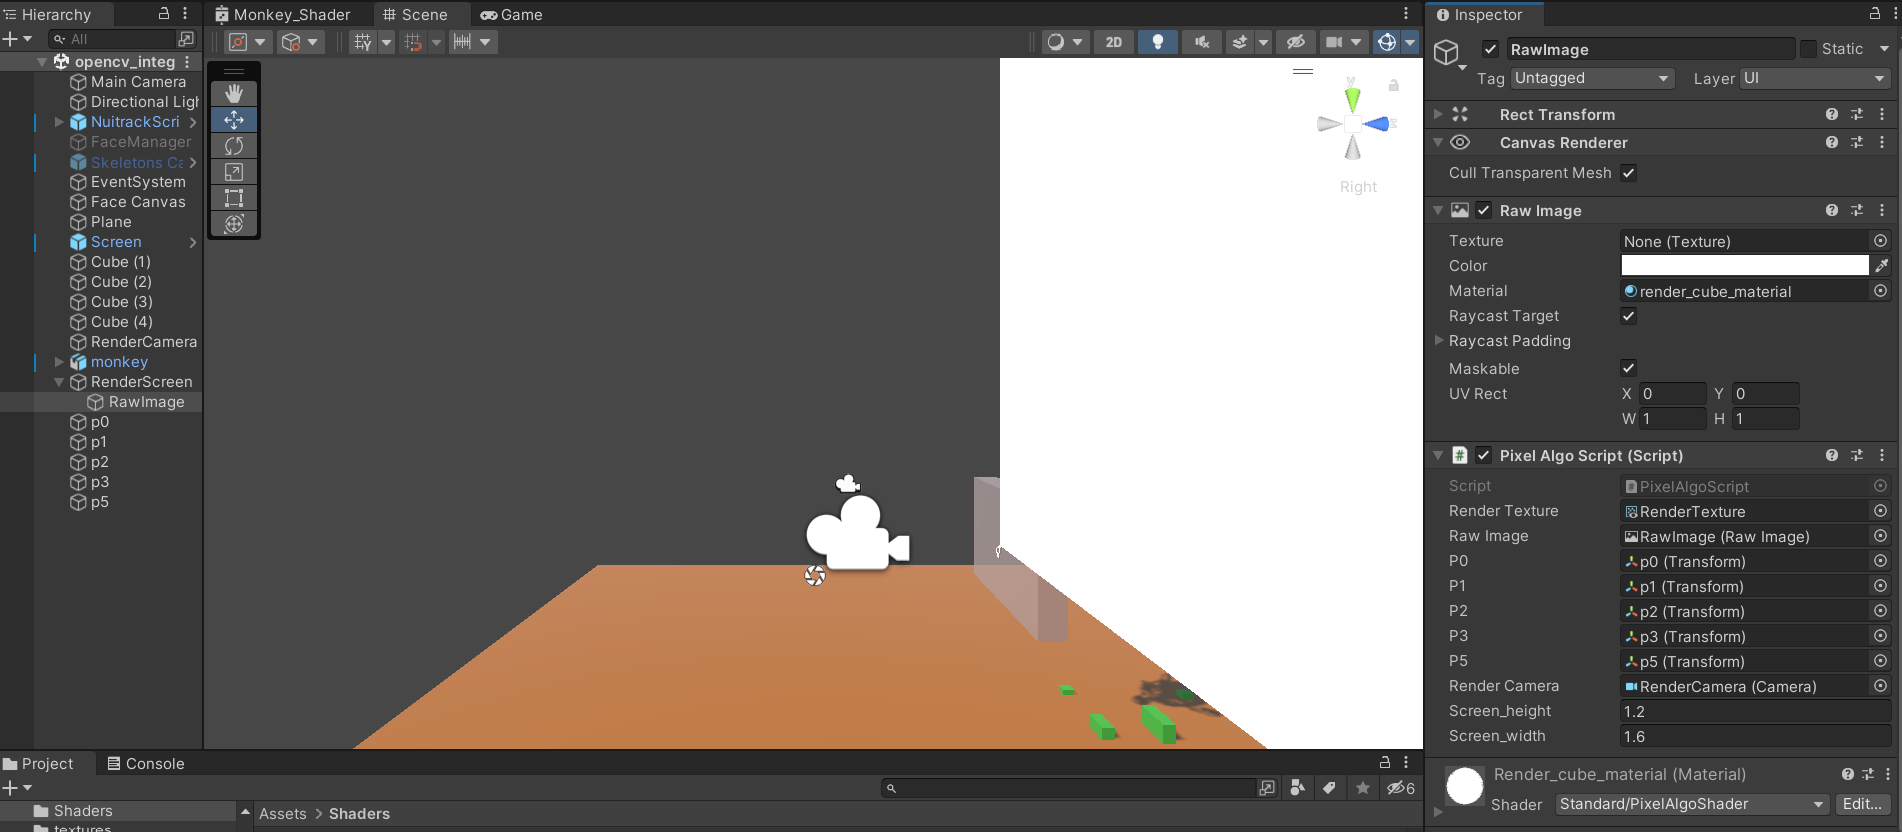 Hierarchy
Monkey_Shader
Scene
Game
Inspector
All
2D
opencv_integ
Main Camera
Directional Ligh
NuitrackScri
FaceManager
Skeletons Ca
EventSystem
Face Canvas
Plane
Screen
Cube (1)
Cube (2)
Cube (3)
Cube (4)
RenderCamera
monkey
RenderScreen
RawImage
p0
p1
p2
p3
p5
y
Right
RawImage
Static
Tag
Untagged
Layer
UI
Rect Transform
Canvas Renderer
Cull Transparent Mesh
Raw Image
Texture
None (Texture)
Color
Material
render_cube_material
Raycast Target
Raycast Padding
Maskable
UV Rect
X 0
Y 0
W 1
H 1
Pixel Algo Script (Script)
Script
PixelAlgoScript
Render Texture
RenderTexture
Raw Image
RawImage (Raw Image)
P0
p0 (Transform)
P1
p1 (Transform)
P2
p2 (Transform)
P3
p3 (Transform)
P5
p5 (Transform)
Render Camera
RenderCamera (Camera)
Screen_height
1.2
Screen_width
1.6
Render_cube_material (Material)
Shader
Standard/PixelAlgoShader
Edit...
Project
Console
6
Shaders
textures
Assets > Shaders